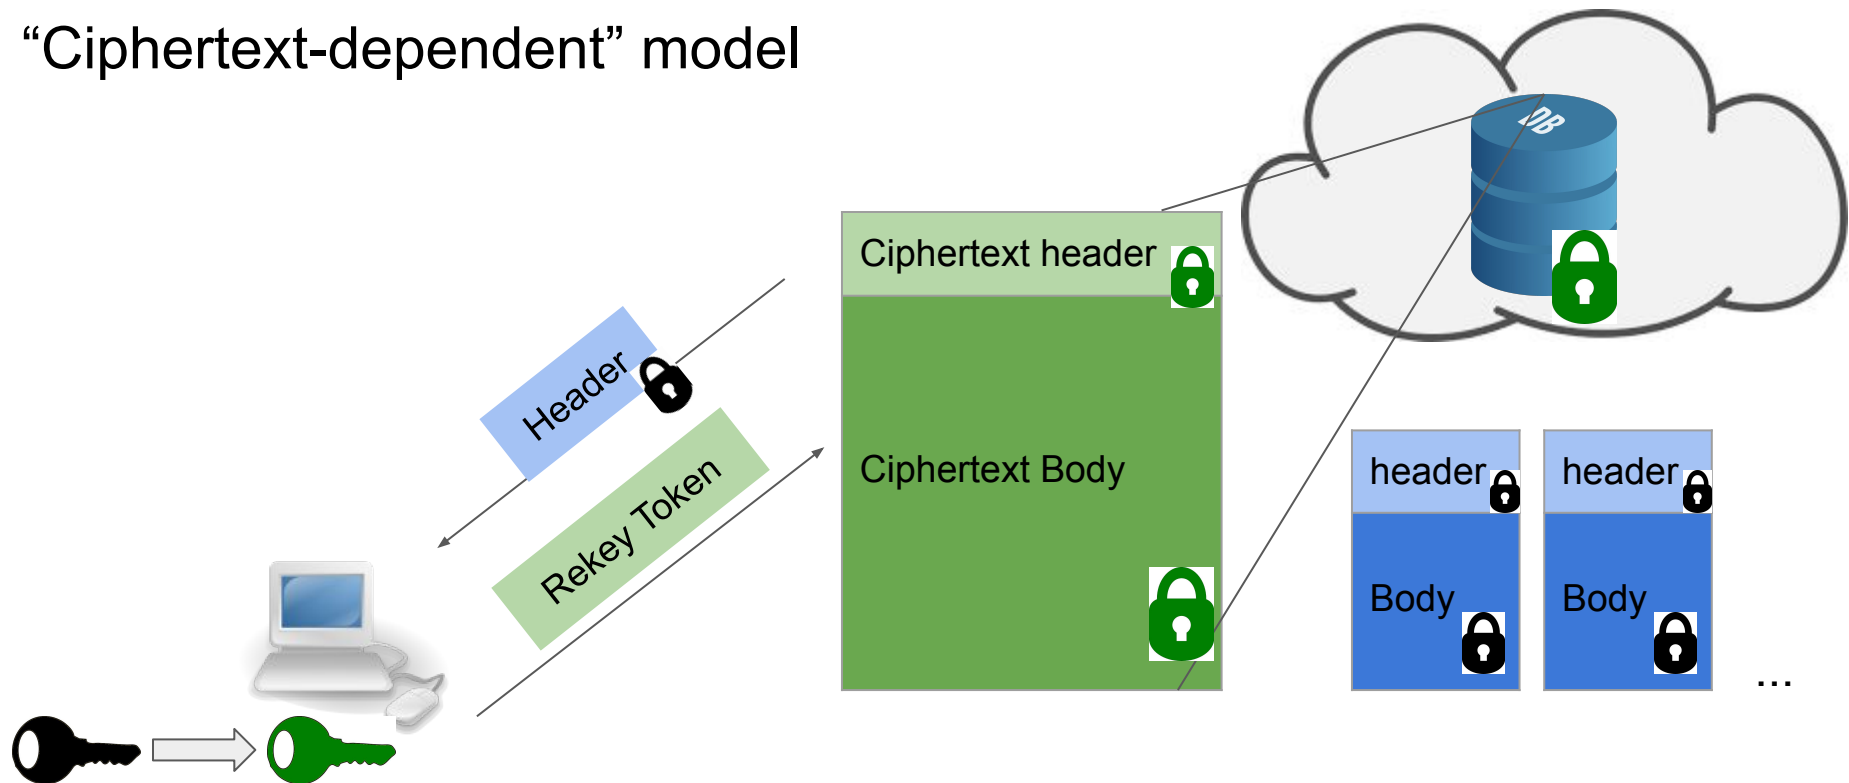 “Ciphertext-dependent” model
DB
Ciphertext header
Header
Rekey Token
Ciphertext Body
header
header
Body
Body
...